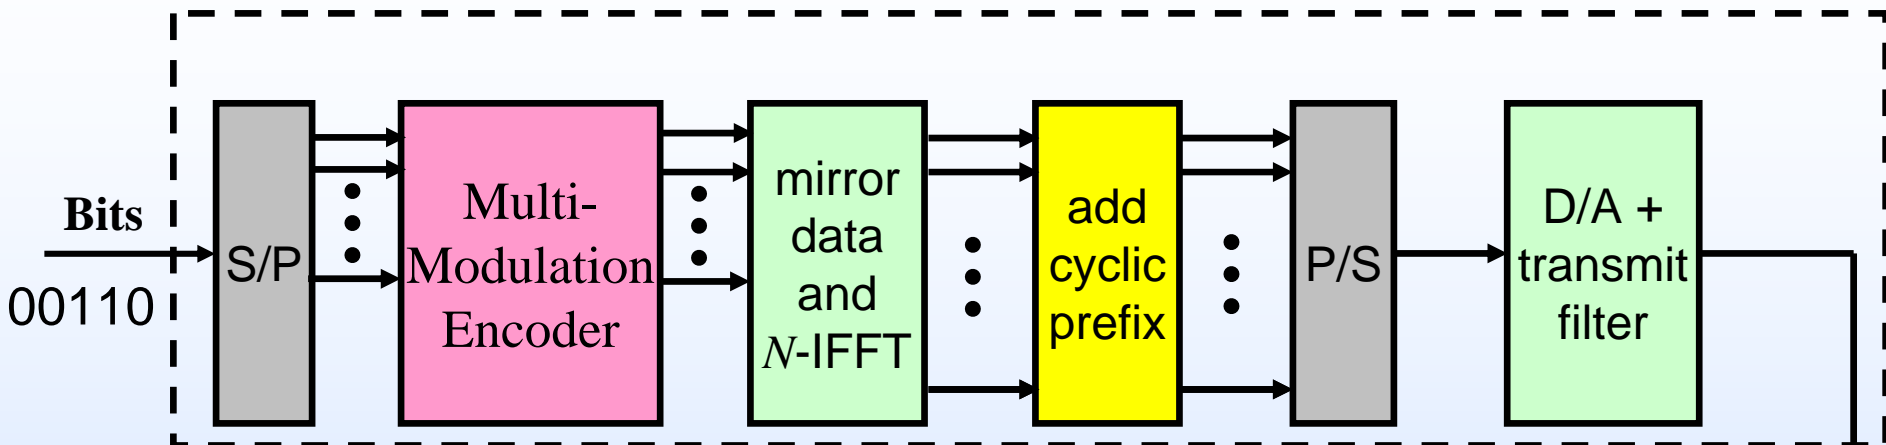 Bits
00110
S/P
Multi-
Modulation
Encoder
mirror
data
and
N-IFFT
add
cyclic
prefix
P/S
D/A +
transmit
filter